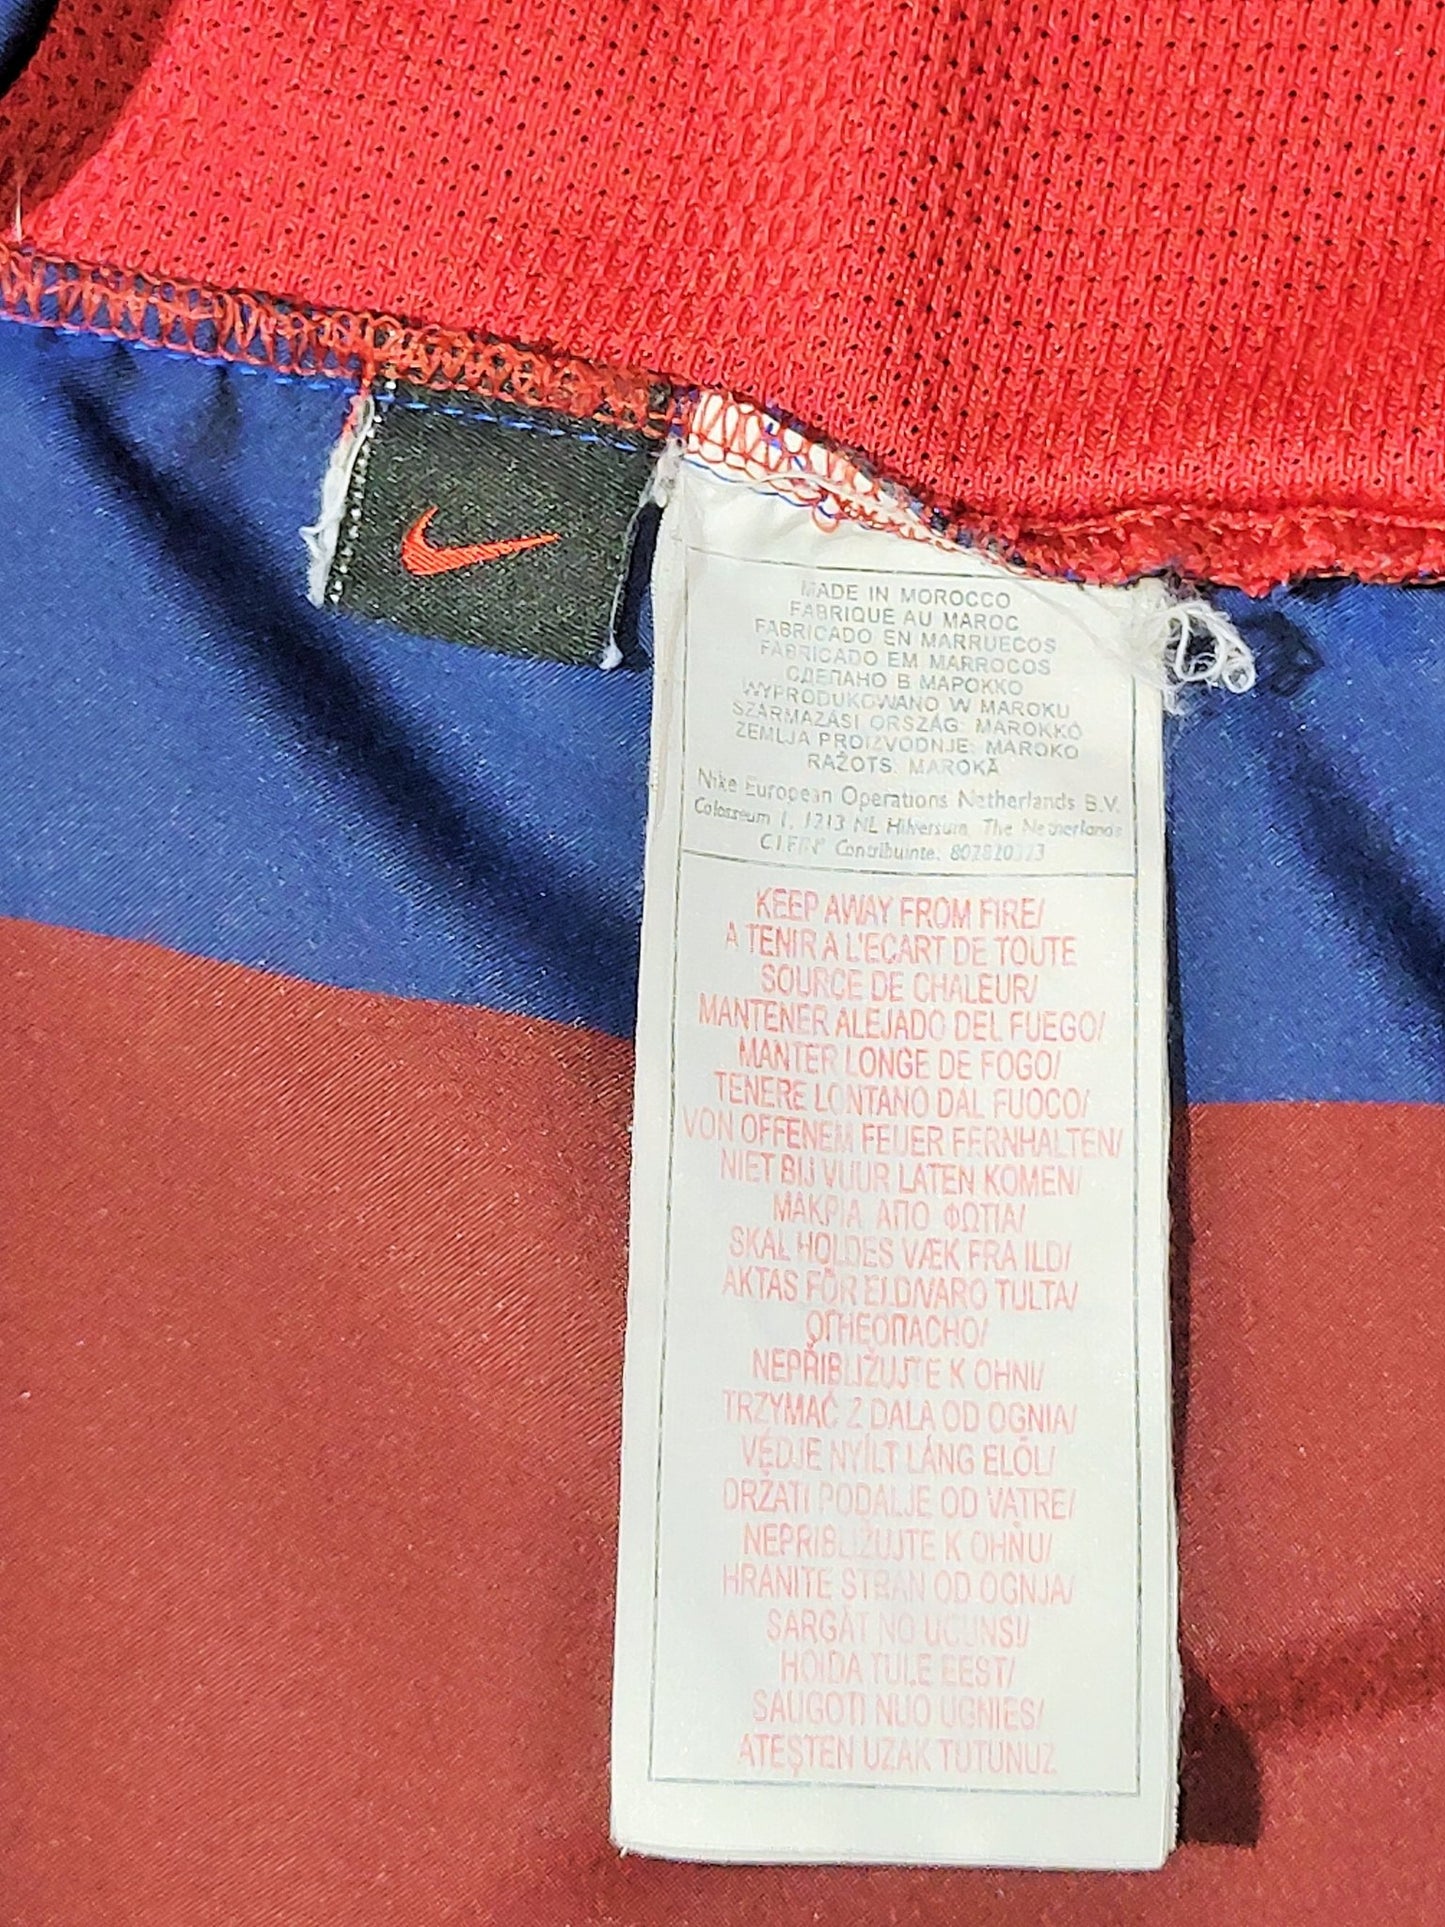 MADE IN MOROCCO
FABRIQUE AU MAROC
FABRICADO EN MARRUECOS
FABRICADO EM MARROCOS
СДЕЛАНО В МАРОККО
WYPRODUKOWANO W MAROKU
SZÁRMAZÁSI ORSZÁG: MAROKKÓ
ZEMLJA PROIZVODNJE: MAROKO
RAŽOTS: MAROKĀ
Nike European Operations Netherlands B.V.
Colosseum 1, 1213 NL Hilversum, The Netherlands
Contribuinte:
KEEP AWAY FROM FIRE/
A TENIR A L'ECART DE TOUTE
SOURCE DE CHALEUR/
MANTENER ALEJADO DEL FUEGO/
MANTER LONGE DE FOGO/
TENERE LONTANO DAL FUOCO/
VON OFFENEM FEUER FERNHALTEN/
NIET BIJ VUUR LATEN KOMEN/
ΜΑΚΡΙΑ ΑΠΟ ΦΩΤΙΑ/
SKAL HOLDES VÆK FRA ILD/
AKTAS FÖR ELD/VARO TULTA/
ОГНЕОПАСНО/
NEPŘIBLIŽUJTE K OHNI/
TRZYMAĆ Z DALA OD OGNIA/
VÉDJE NYÍLT LÁNG ELŐL/
DRŽATI PODALJE OD VATRE/
NEPRIBLIŽUJTE K OHŇU/
HRANITE STRAN OD OGNJA/
SARGĀT NO UGUNS!/
HOIDA TULE EEST/
SAUGOTI NUO UGNIES/
ATEŞTEN UZAK TUTUNUZ